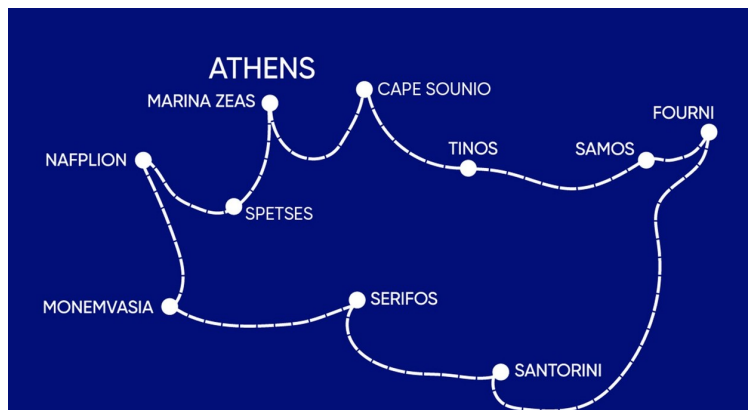 ATHENS
MARINA ZEAS
CAPE SOUNIO
FOURNI
TINOS
SAMOS
NAFPLION
SPETSES
MONEMVASIA
SERIFOS
SANTORINI